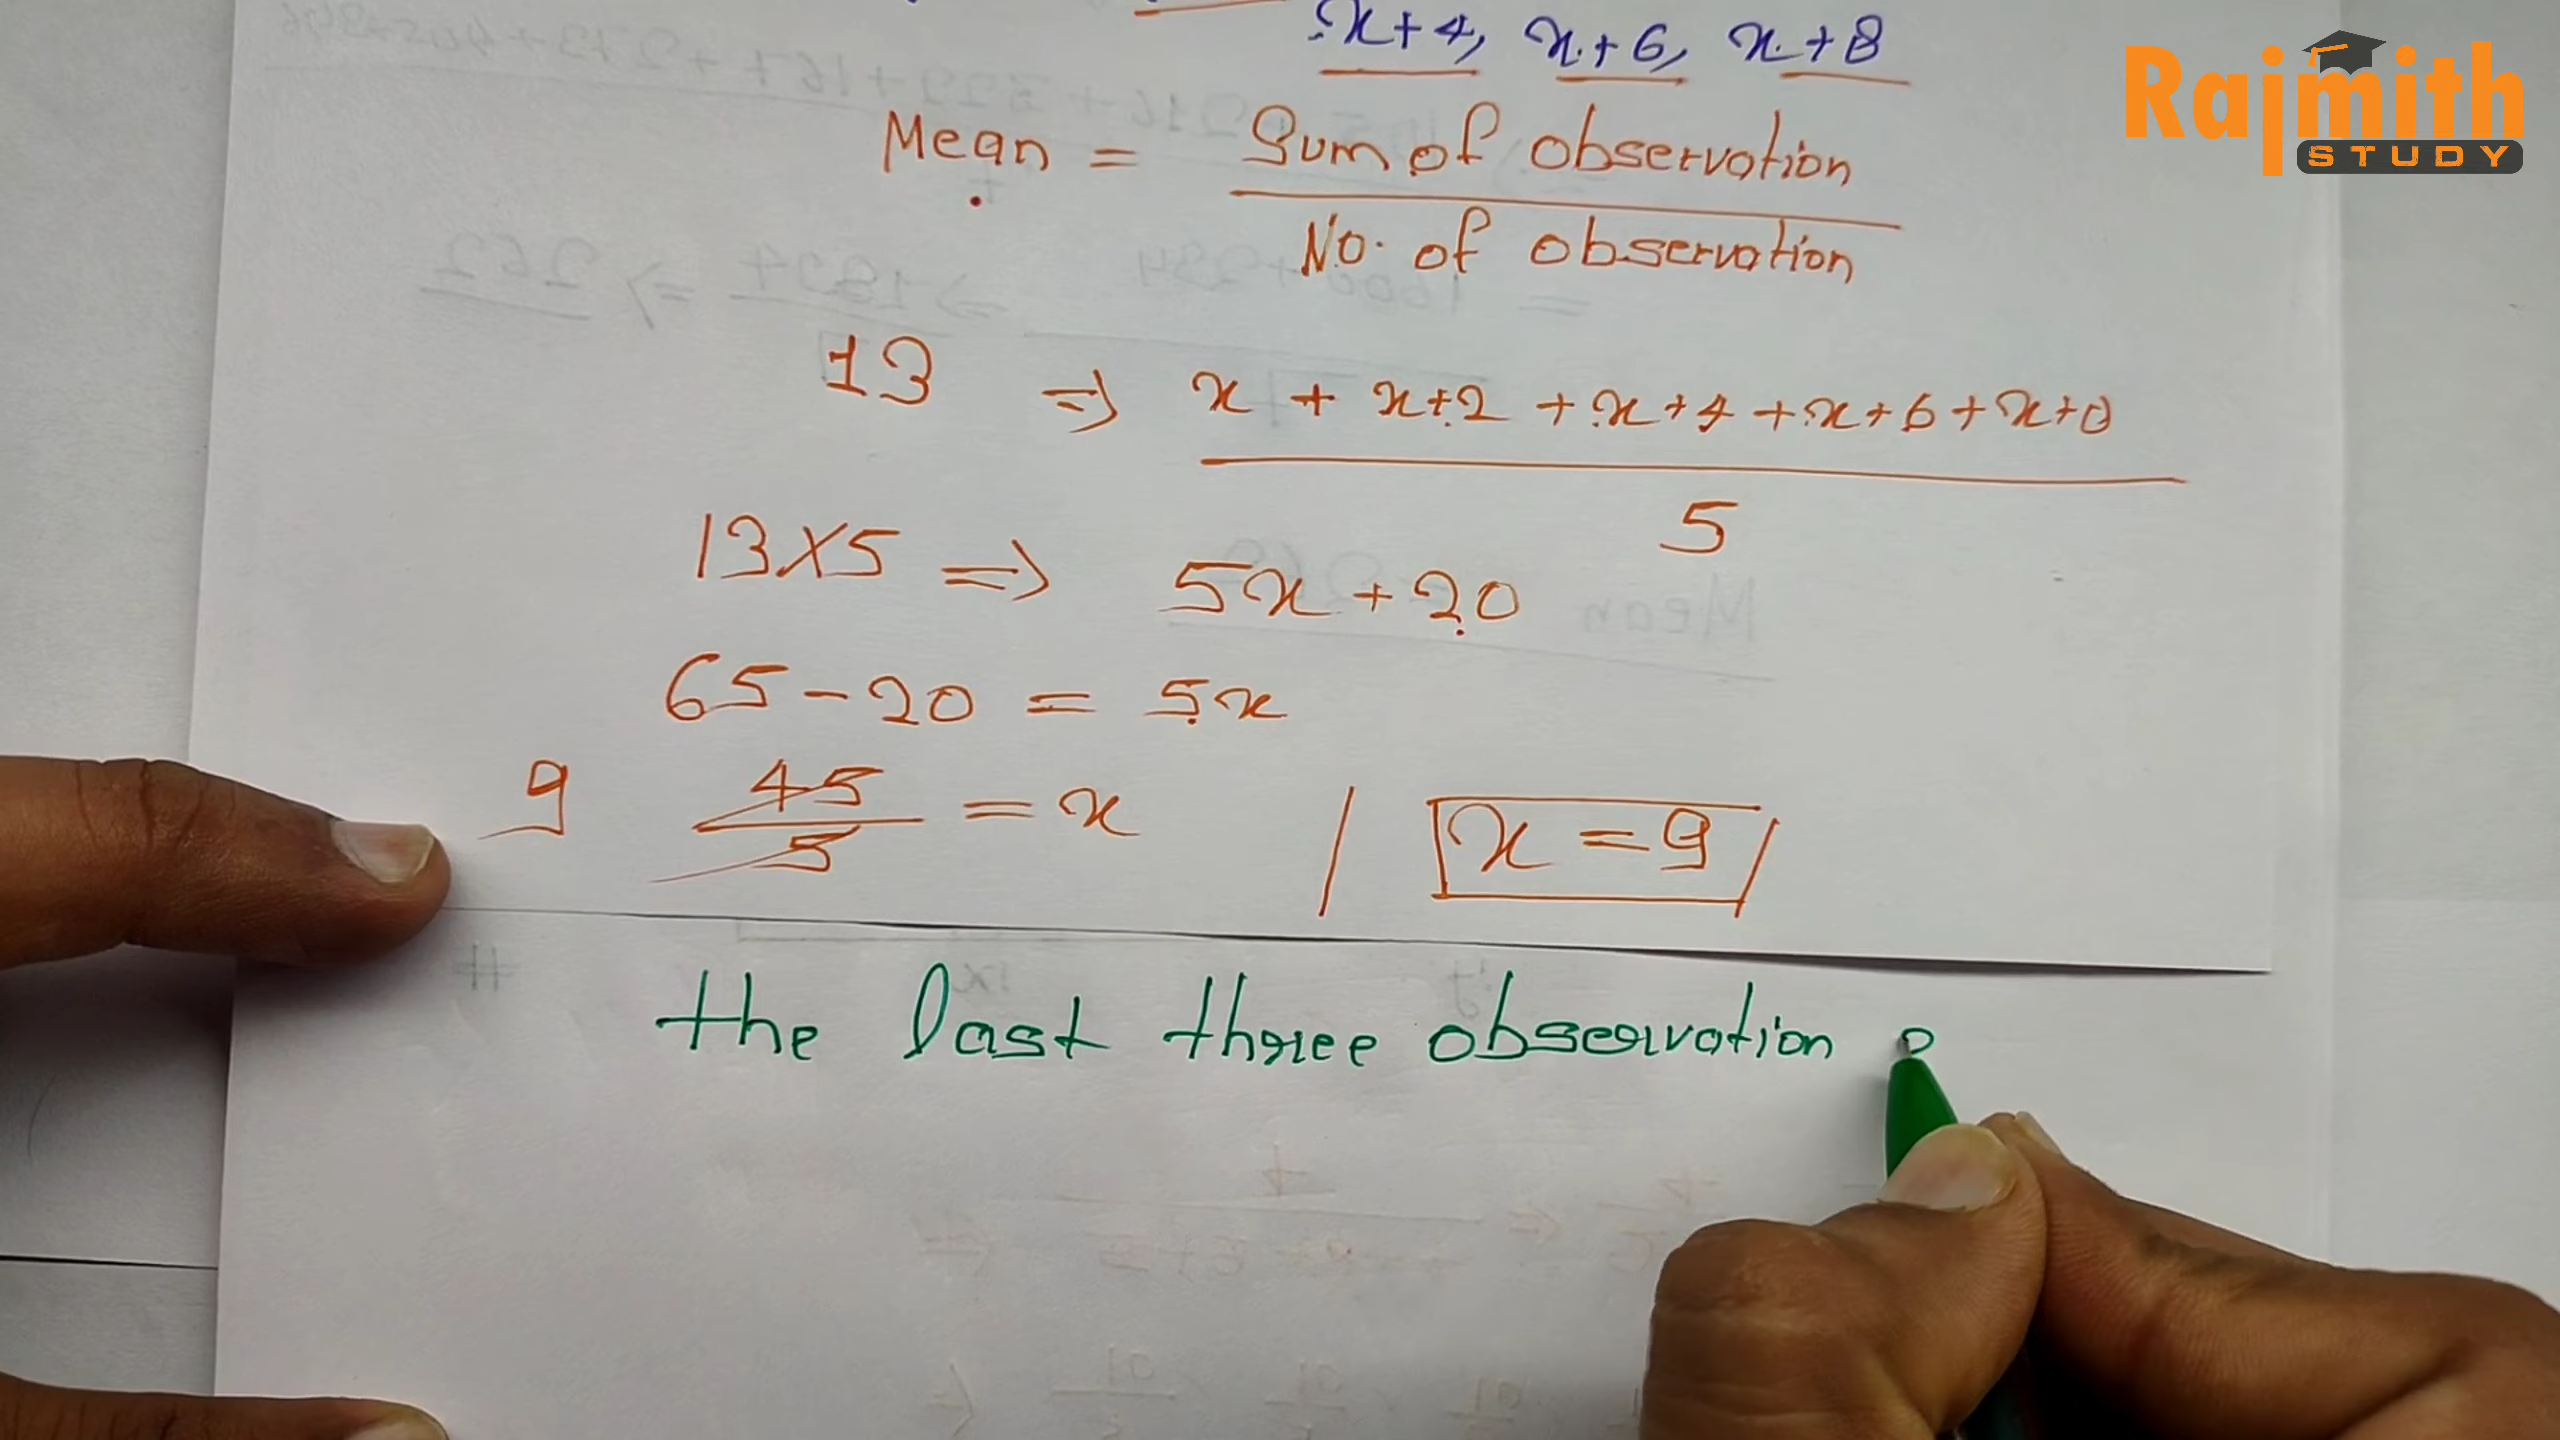 x+4, x+6, x+8
Rajmith
STUDY
Mean = Sum of observation
No. of observation
13 ⇒ x + x+2 + x+4 + x+6 + x+8
5
13×5 ⇒ 5x+20
65-20 = 5x
9 45 = x
5
x = 9
the last three observation